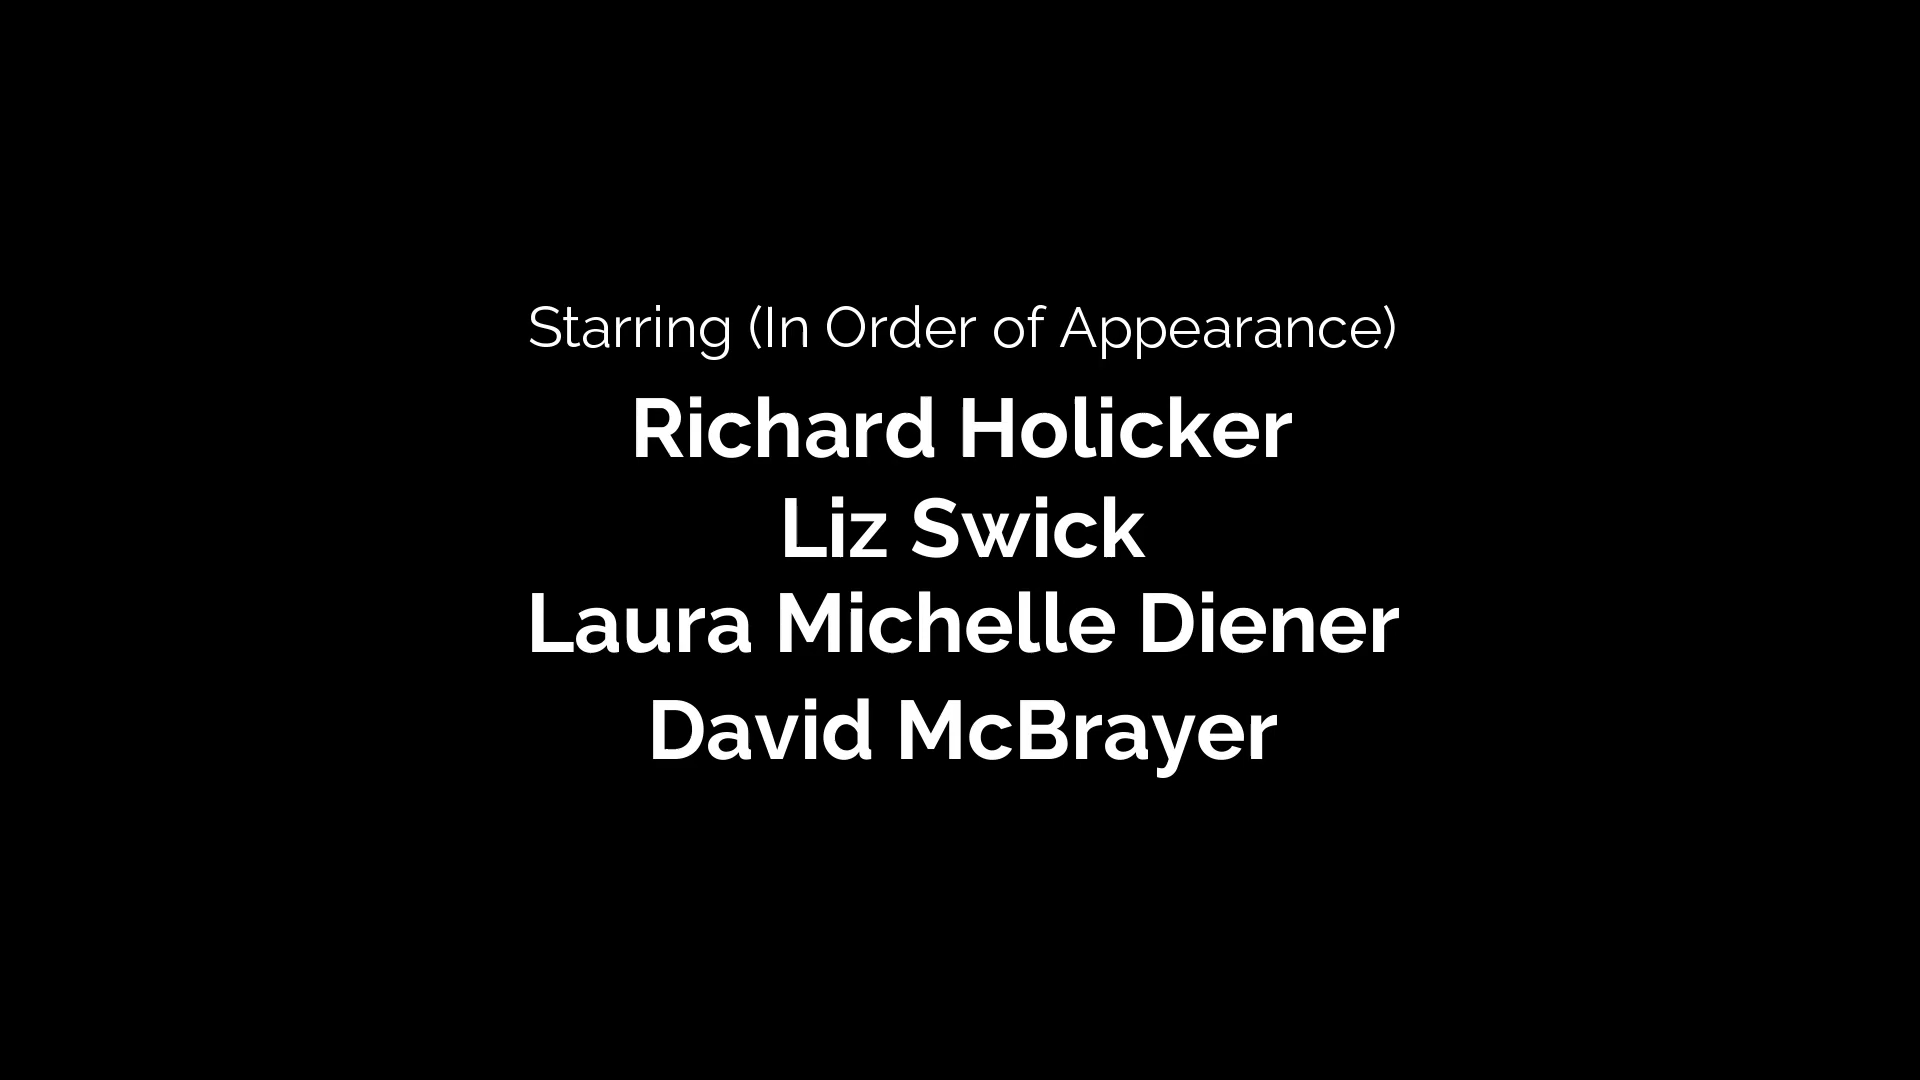 Starring (In Order of Appearance)
Richard Holicker
Liz Swick
Laura Michelle Diener
David McBrayer